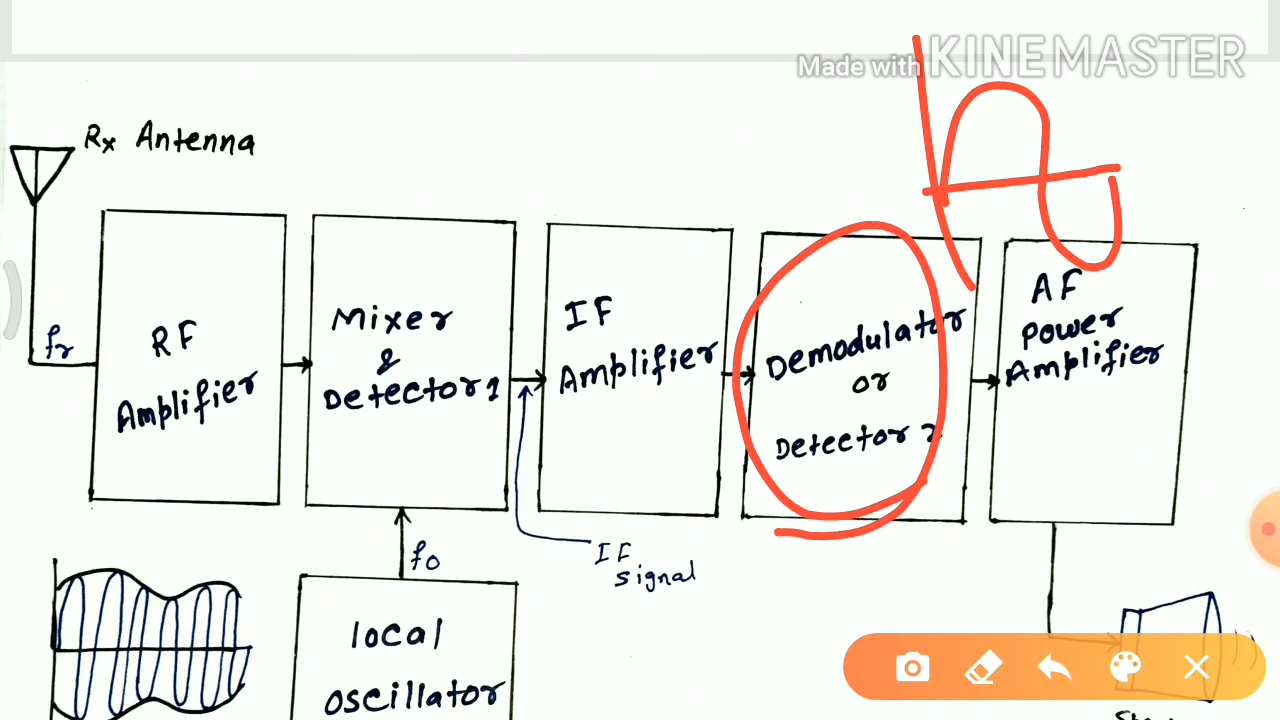 Made with KINEMASTER
Rx Antenna
fr
RF
Amplifier
Mixer
&
Detector 1
IF
Amplifier
Demodulator
or
Detector 2
AF
Power
Amplifier
fo
IF
signal
local
oscillator